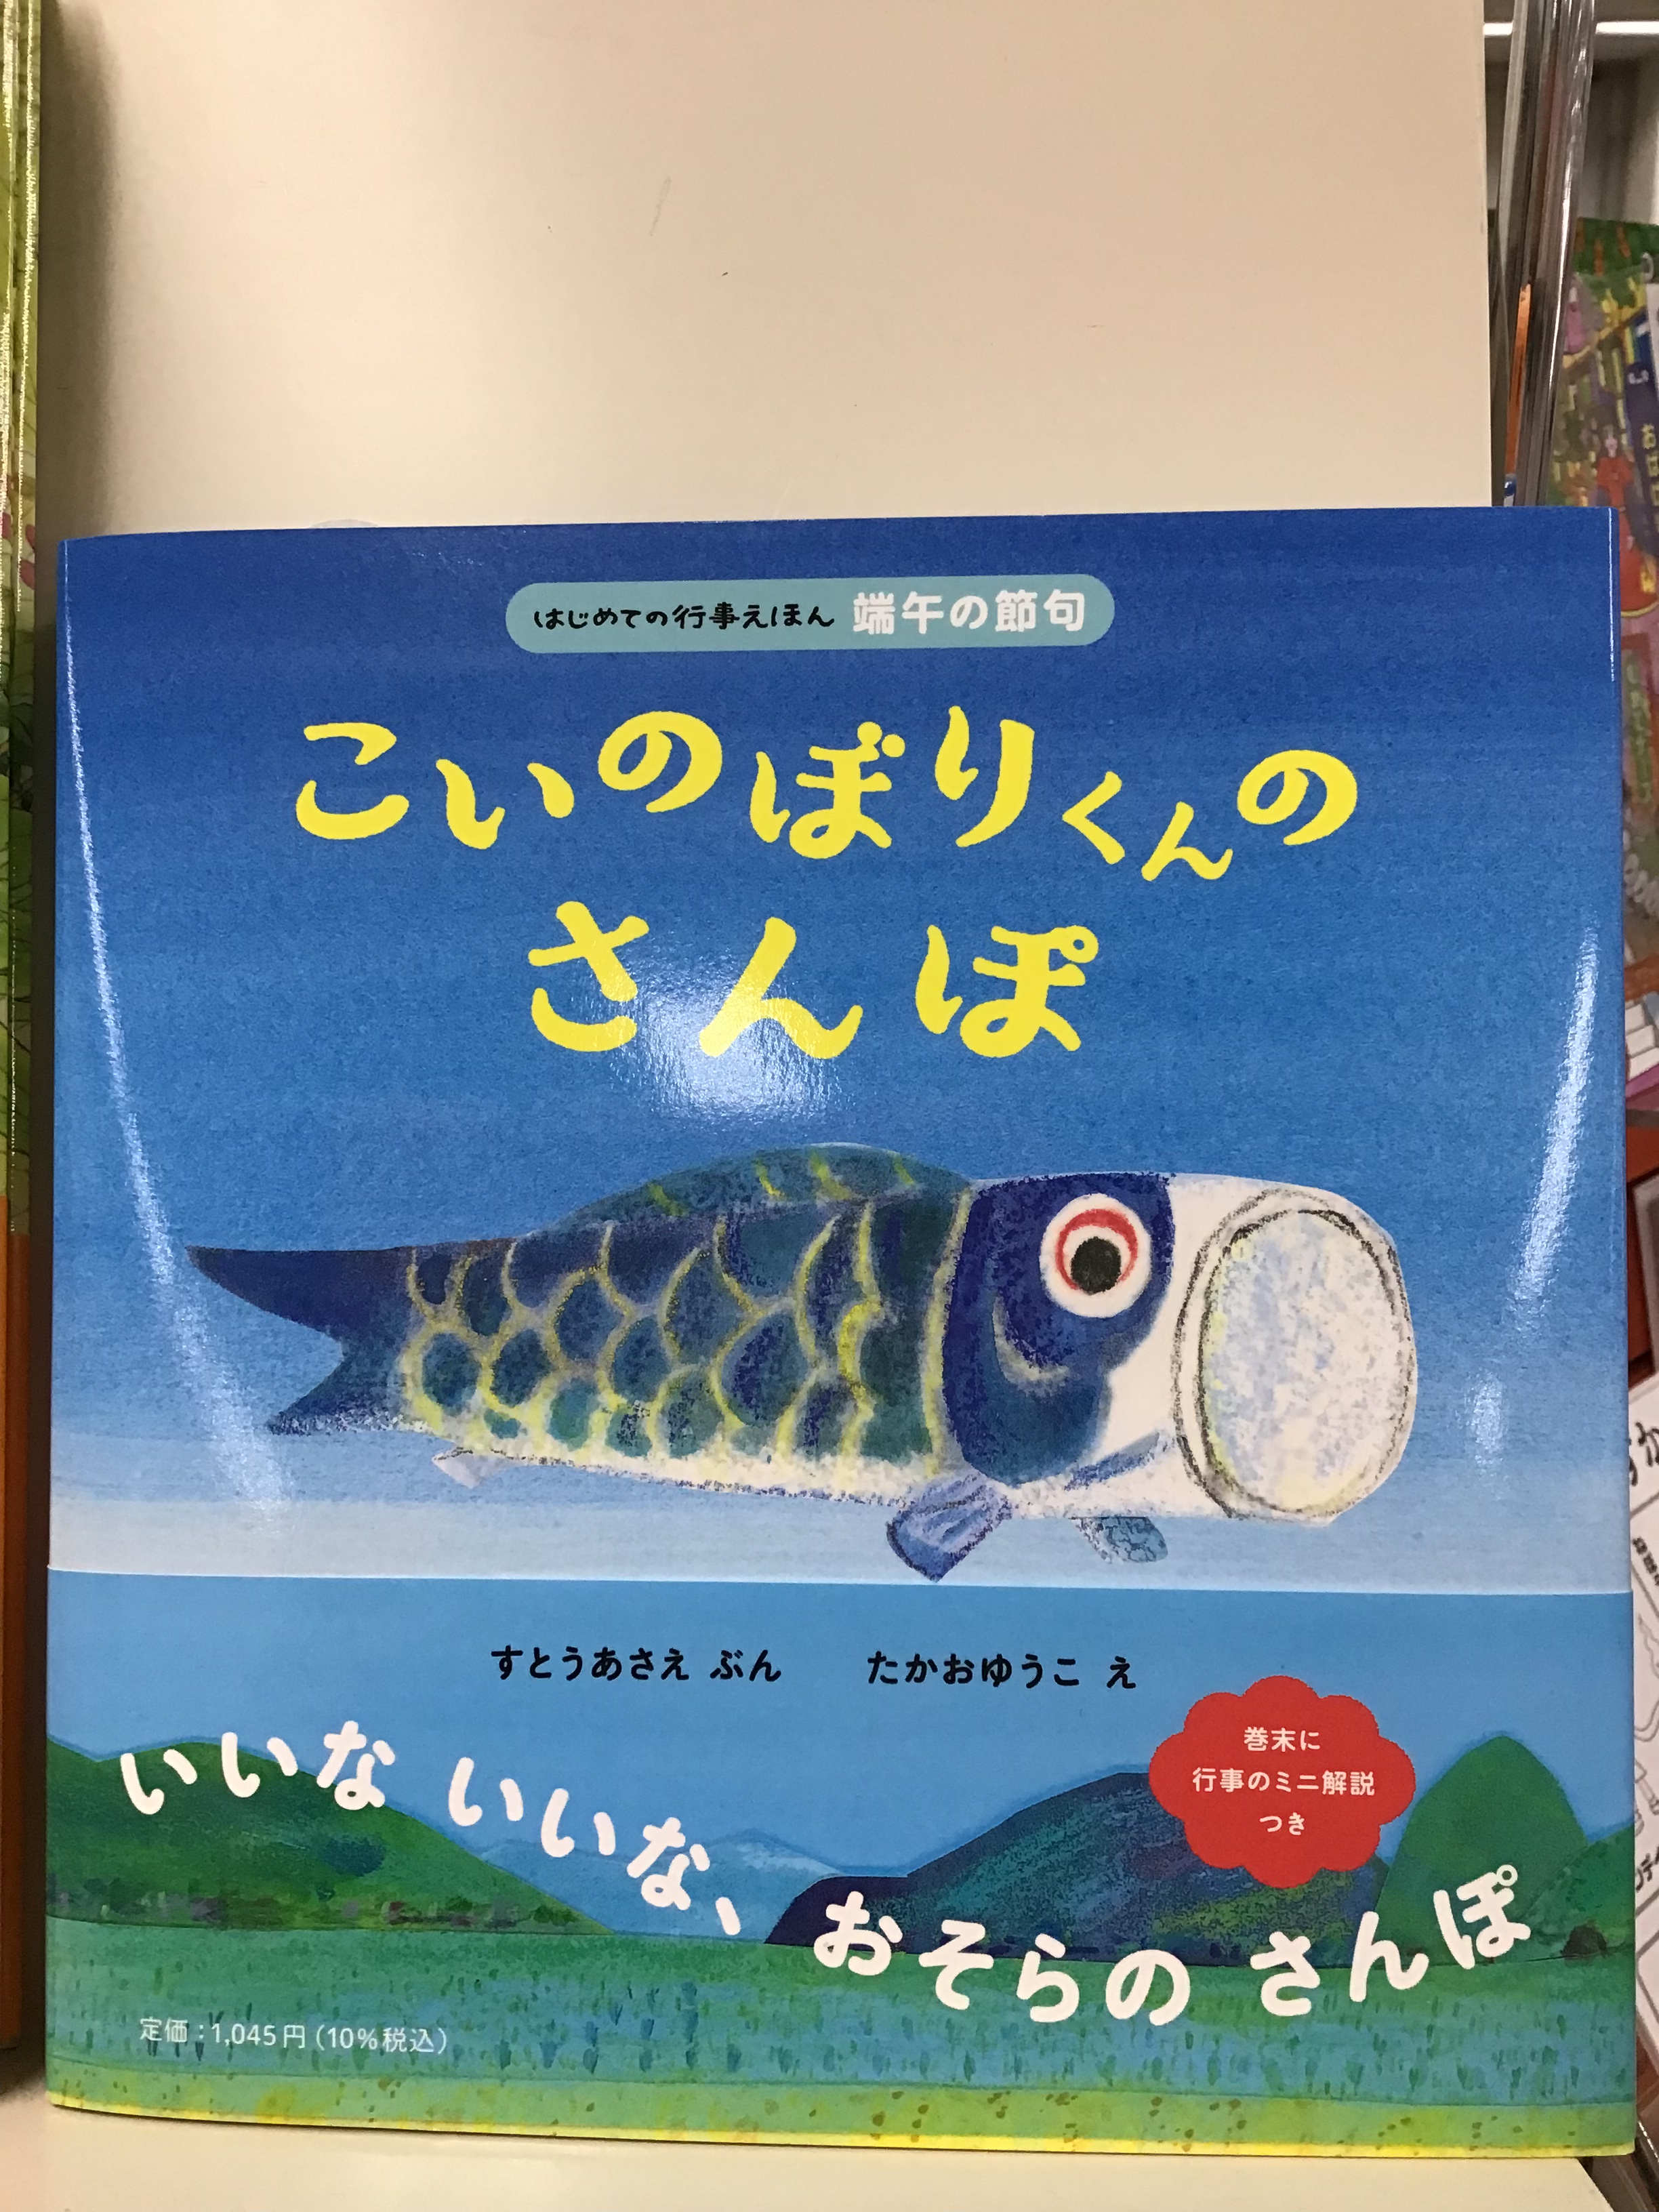 はじめての行事えほん 端午の節句
こいのぼりくんの
さんぽ
すとうあさえ ぶん たかおゆうこ え
巻末に
行事のミニ解説
つき
いいな いいな、おそらの さんぽ
定価：1,045円（10%税込）